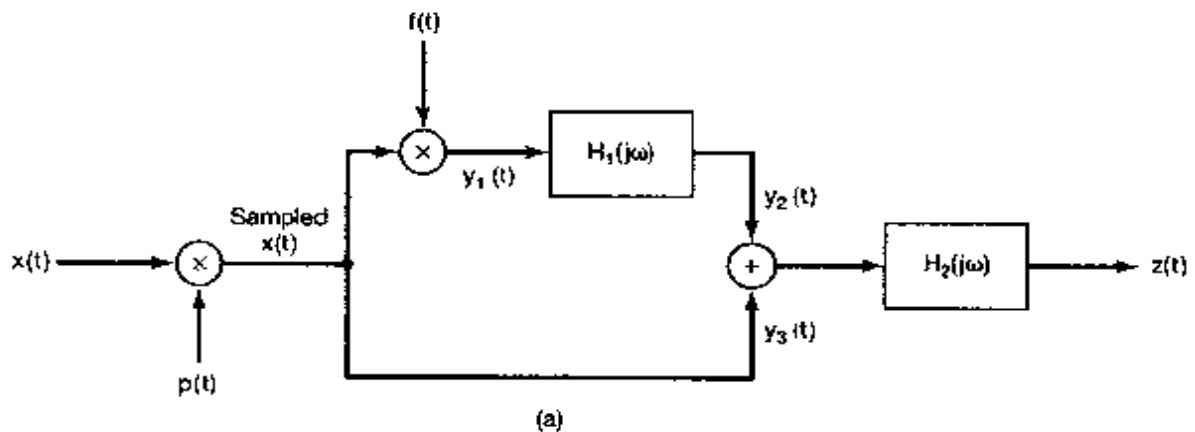 f(t)
×
H₁(jω)
y₁(t)
y₂(t)
Sampled
x(t)
x(t)
×
+
H₂(jω)
z(t)
y₃(t)
p(t)
(a)